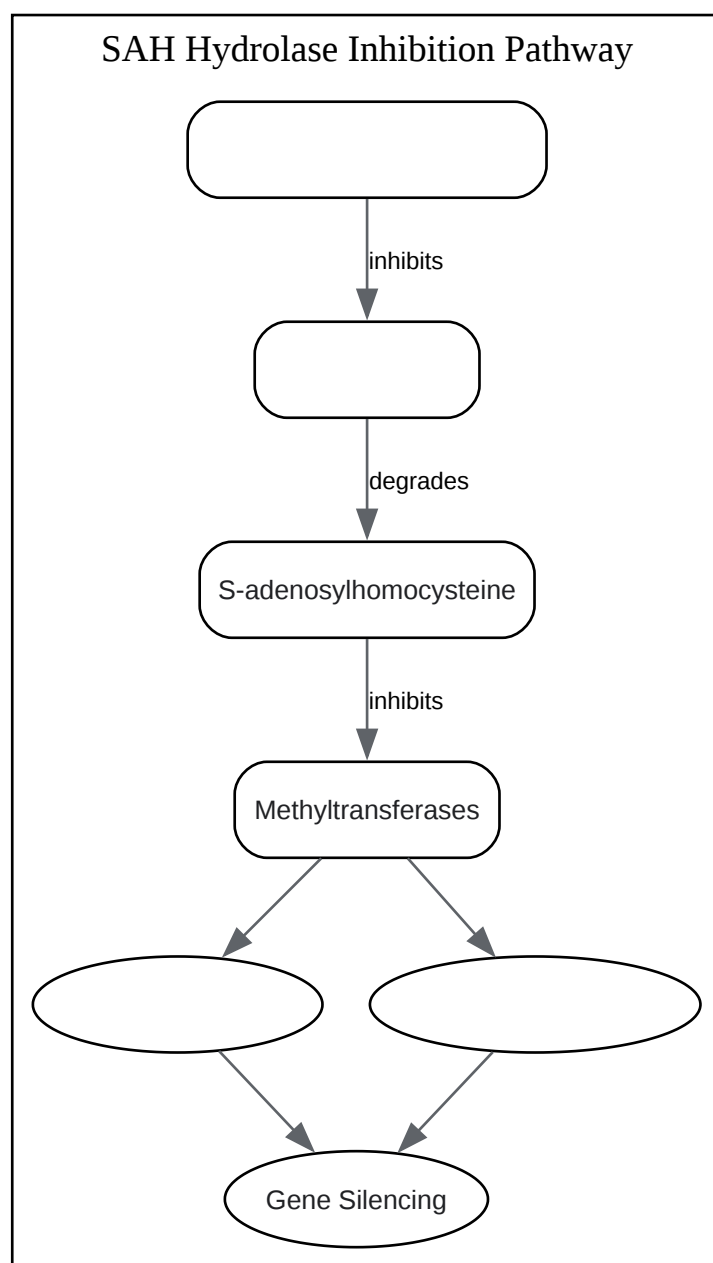 SAH Hydrolase Inhibition Pathway
inhibits
degrades
S-adenosylhomocysteine
inhibits
Methyltransferases
Gene Silencing